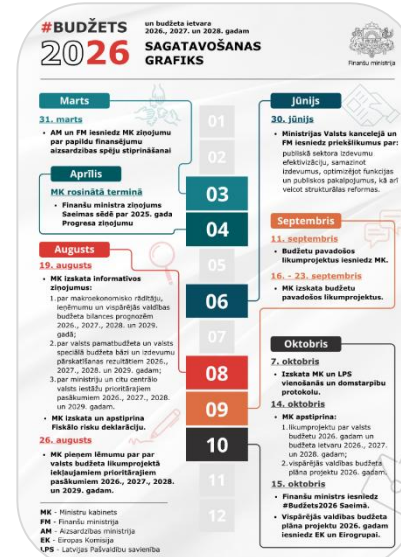 #BUDŽETS
2026
un budžeta ietvara
2026., 2027. un 2028. gadam
SAGATAVOŠANAS
GRAFIKS
Finanšu ministrija
Marts
31. marts
• AM un FM iesniedz MK ziņojumu
par papildu finansējumu
aizsardzības spēju stiprināšanai
Aprīlis
MK rosinātā termiņā
• Finanšu ministra ziņojums
Saeimas sēdē par 2025. gada
Progresa ziņojumu
Augusts
19. augusts
• MK izskata informatīvos
ziņojumus:
1.par makroekonomisko rādītāju,
ieņēmumu un vispārējās valdības
budžeta bilances prognozēm
2026., 2027., 2028. un 2029.
gadā;
2.par valsts pamatbudžeta un valsts
speciālā budžeta bāzi un izdevumu
pārskatīšanas rezultātiem 2026.,
2027., 2028. un 2029. gadam;
3.par ministriju un citu centrālo
valsts iestāžu prioritārajiem
pasākumiem 2026., 2027., 2028.
un 2029. gadam.
• MK izskata un apstiprina
Fiskālo risku deklarāciju.
26. augusts
• MK pieņem lēmumu par par
valsts budžeta likumprojektā
iekļaujamiem prioritārajiem
pasākumiem 2026., 2027., 2028.
un 2029. gadam.
MK - Ministru kabinets
FM - Finanšu ministrija
AM - Aizsardzības ministrija
EK - Eiropas Komisija
LPS - Latvijas Pašvaldību savienība
01
02
03
04
05
06
07
08
09
10
11
12
Jūnijs
30. jūnijs
• Ministrijas Valsts kancelejā un
FM iesniedz priekšlikumus par:
publiskā sektora izdevumu
efektivizāciju, samazinot
izdevumus, optimizējot funkcijas
un publiskos pakalpojumus, kā arī
veicot strukturālas reformas.
Septembris
11. septembris
• Budžetu pavadošos
likumprojektus iesniedz MK.
16. - 23. septembris
• MK izskata budžetu
pavadošos likumprojektus.
Oktobris
7. oktobris
• Izskata MK un LPS
vienošanās un domstarpību
protokolu.
14. oktobris
• MK apstiprina:
1.likumprojektu par valsts
budžetu 2026. gadam un
budžeta ietvaru 2026., 2027.
un 2028. gadam;
2.vispārējās valdības budžeta
plāna projektu 2026. gadam.
15. oktobris
• Finanšu ministrs iesniedz
#Budžets2026 Saeimā.
• Vispārējās valdības budžeta
plāna projektu 2026. gadam
iesniedz EK un Eirogrupai.